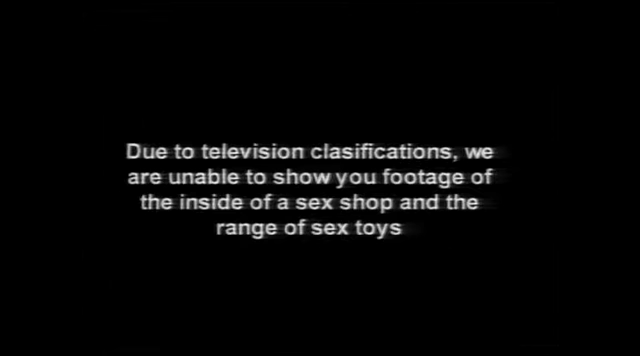 Due to television clasifications, we
are unable to show you footage of
the inside of a sex shop and the
range of sex toys